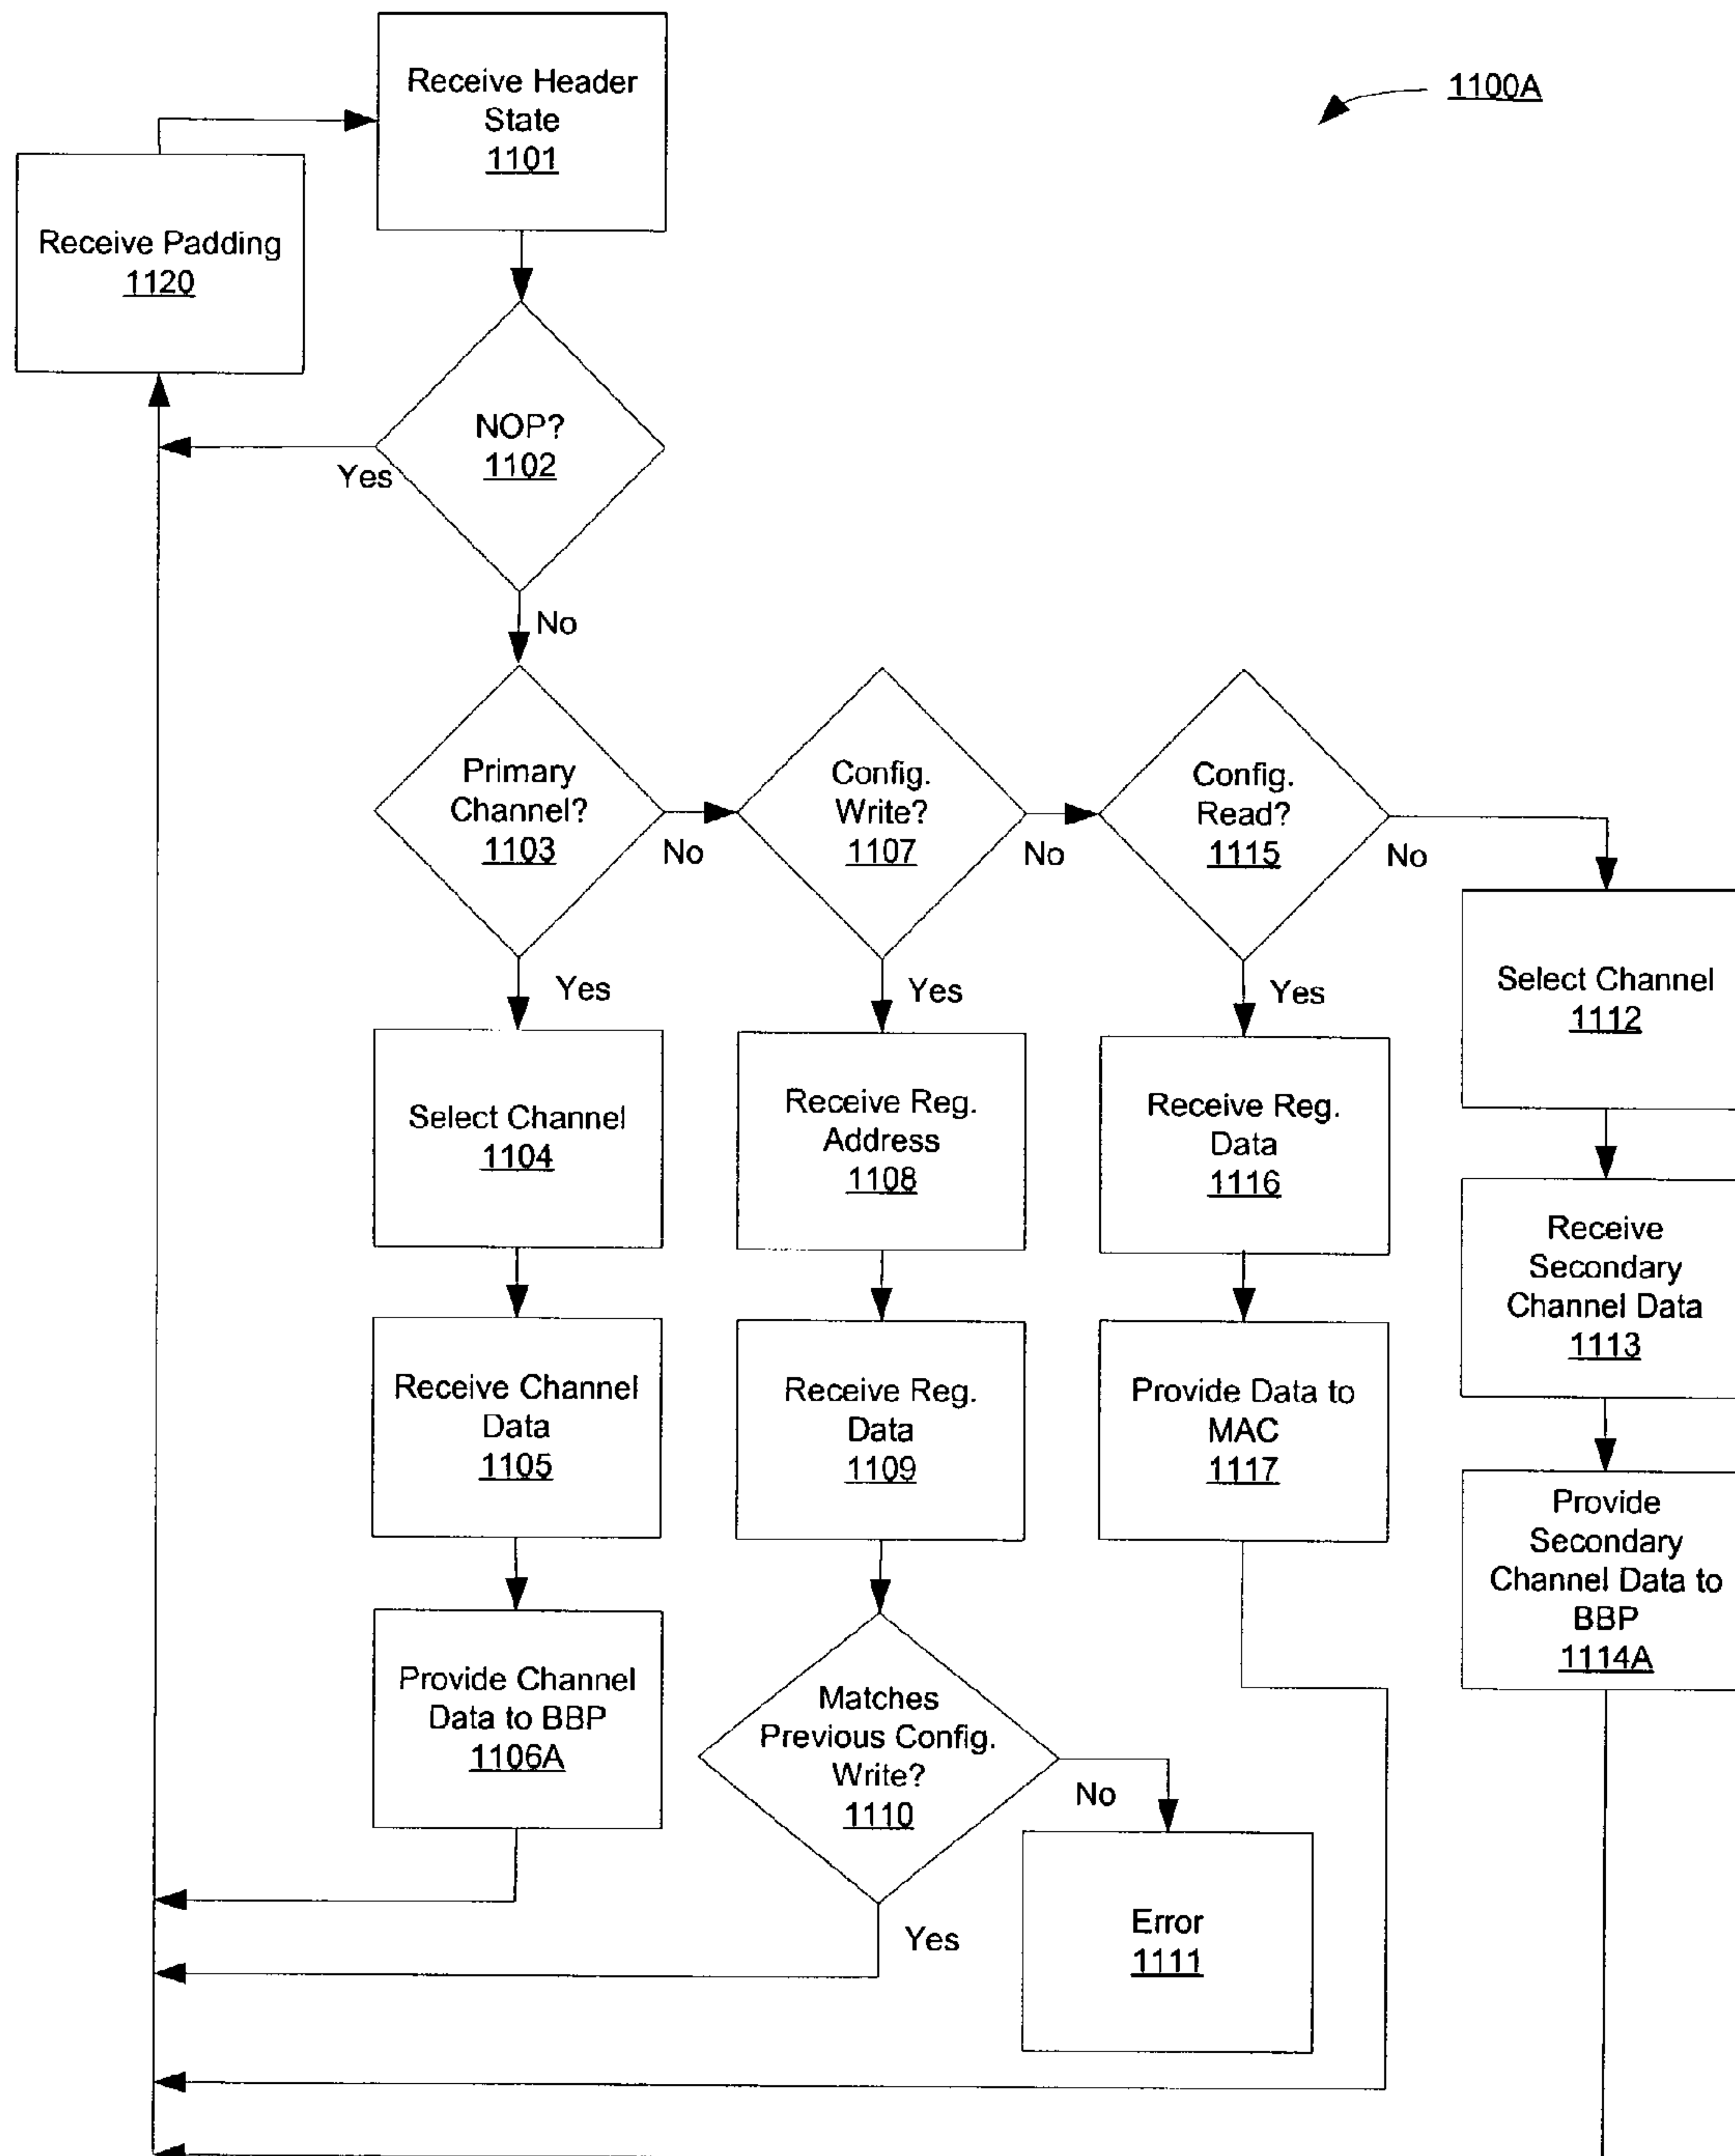 Receive Header
State
1101
1100A
Receive Padding
1120
NOP?
1102
Yes
No
Primary
Channel?
1103
No
Config.
Write?
1107
No
Config.
Read?
1115
No
Yes
Yes
Yes
Select Channel
1112
Select Channel
1104
Receive Reg.
Address
1108
Receive Reg.
Data
1116
Receive
Secondary
Channel Data
1113
Receive Channel
Data
1105
Receive Reg.
Data
1109
Provide Data to
MAC
1117
Provide
Secondary
Channel Data to
BBP
1114A
Provide Channel
Data to BBP
1106A
Matches
Previous Config.
Write?
1110
No
Yes
Error
1111